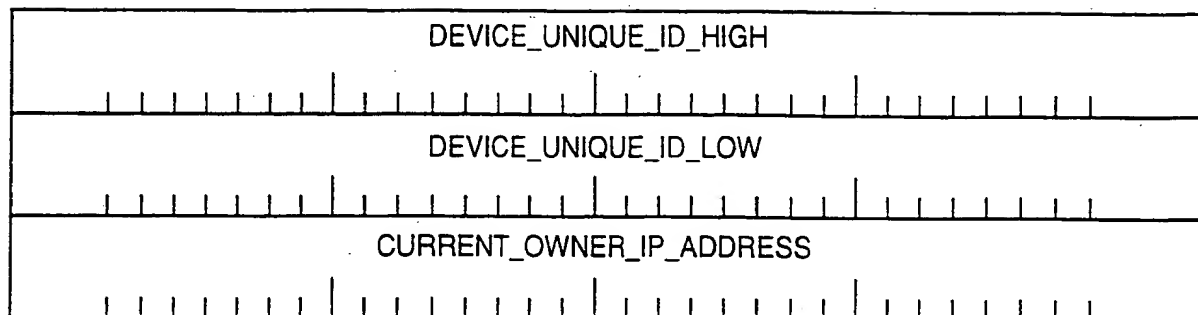 DEVICE_UNIQUE_ID_HIGH
DEVICE_UNIQUE_ID_LOW
CURRENT_OWNER_IP_ADDRESS